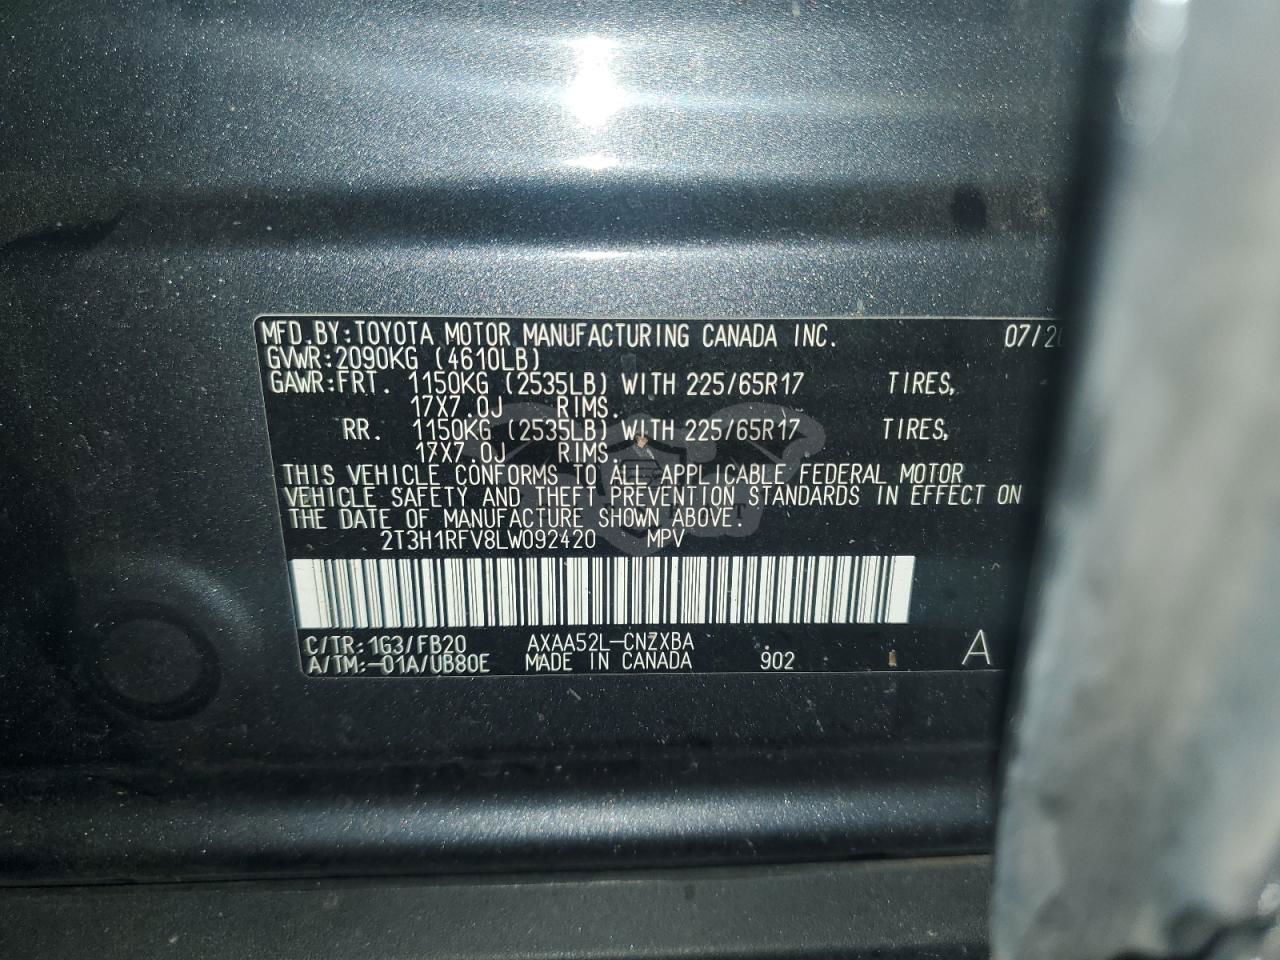 MFD.BY:TOYOTA MOTOR MANUFACTURING CANADA INC. 07/20
GVWR:2090KG (4610LB)
GAWR:FRT. 1150KG (2535LB) WITH 225/65R17 TIRES,
17X7.0J RIMS.
RR. 1150KG (2535LB) WITH 225/65R17 TIRES,
17X7.0J RIMS.
THIS VEHICLE CONFORMS TO ALL APPLICABLE FEDERAL MOTOR
VEHICLE SAFETY AND THEFT PREVENTION STANDARDS IN EFFECT ON
THE DATE OF MANUFACTURE SHOWN ABOVE.
2T3H1RFV8LW092420 MPV
C/TR:1G3/FB20 AXAA52L-CNZXBA
A/TM:-01A/UB80E MADE IN CANADA 902 A